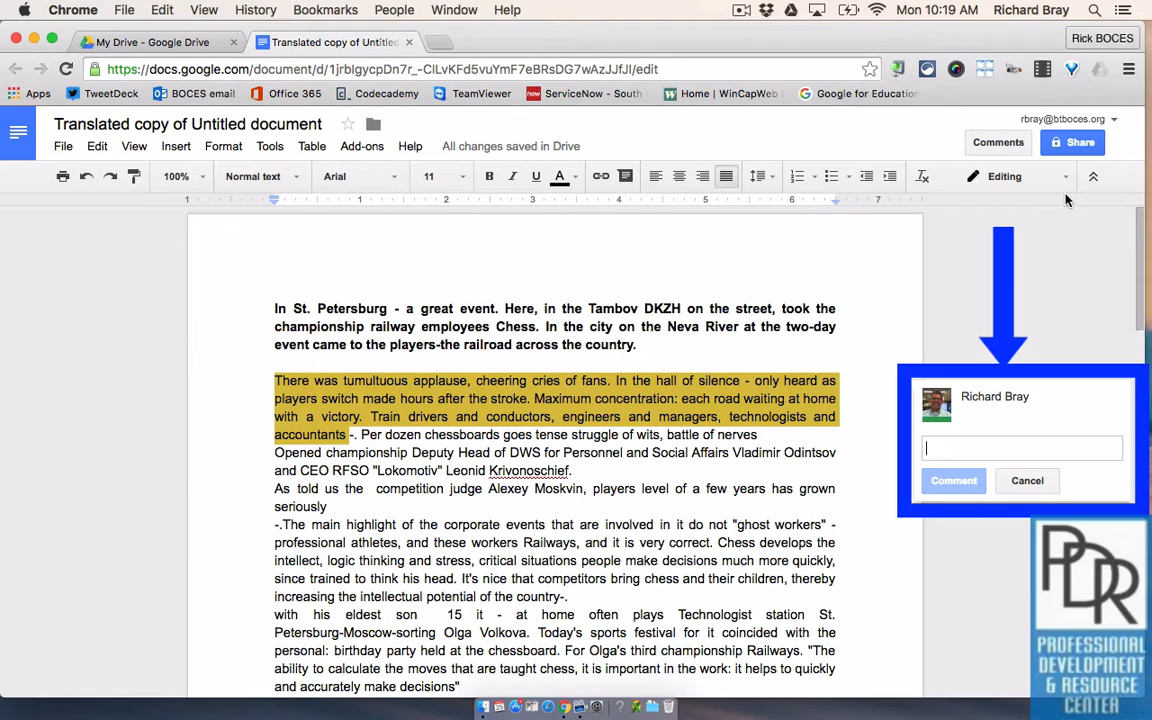 Chrome File Edit View History Bookmarks People Window Help Mon 10:19 AM Richard Bray
My Drive - Google Drive Translated copy of Untitled Rick BOCES
https://docs.google.com/document/d/1jrbIgycpDn7r_-CILvKFd5vuYmF7eBRsDG7wAzJJfJI/edit
Apps TweetDeck BOCES email Office 365 Codecademy TeamViewer ServiceNow - South Home | WinCapWeb Google for Education
Translated copy of Untitled document rbray@btboces.org
File Edit View Insert Format Tools Table Add-ons Help All changes saved in Drive Comments Share
100% Normal text Arial 11 B I U A Editing
1 1 2 3 4 5 6 7
In St. Petersburg - a great event. Here, in the Tambov DKZH on the street, took the
championship railway employees Chess. In the city on the Neva River at the two-day
event came to the players-the railroad across the country.
There was tumultuous applause, cheering cries of fans. In the hall of silence - only heard as
players switch made hours after the stroke. Maximum concentration: each road waiting at home
with a victory. Train drivers and conductors, engineers and managers, technologists and
accountants -. Per dozen chessboards goes tense struggle of wits, battle of nerves
Opened championship Deputy Head of DWS for Personnel and Social Affairs Vladimir Odintsov
and CEO RFSO "Lokomotiv" Leonid Krivonoschief.
As told us the competition judge Alexey Moskvin, players level of a few years has grown
seriously
-.The main highlight of the corporate events that are involved in it do not "ghost workers" -
professional athletes, and these workers Railways, and it is very correct. Chess develops the
intellect, logic thinking and stress, critical situations people make decisions much more quickly,
since trained to think his head. It's nice that competitors bring chess and their children, thereby
increasing the intellectual potential of the country-.
with his eldest son 15 it - at home often plays Technologist station St.
Petersburg-Moscow-sorting Olga Volkova. Today's sports festival for it coincided with the
personal: birthday party held at the chessboard. For Olga's third championship Railways. "The
ability to calculate the moves that are taught chess, it is important in the work: it helps to quickly
and accurately make decisions"
Richard Bray
Comment Cancel
PDR
PROFESSIONAL
DEVELOPMENT
& RESOURCE
CENTER